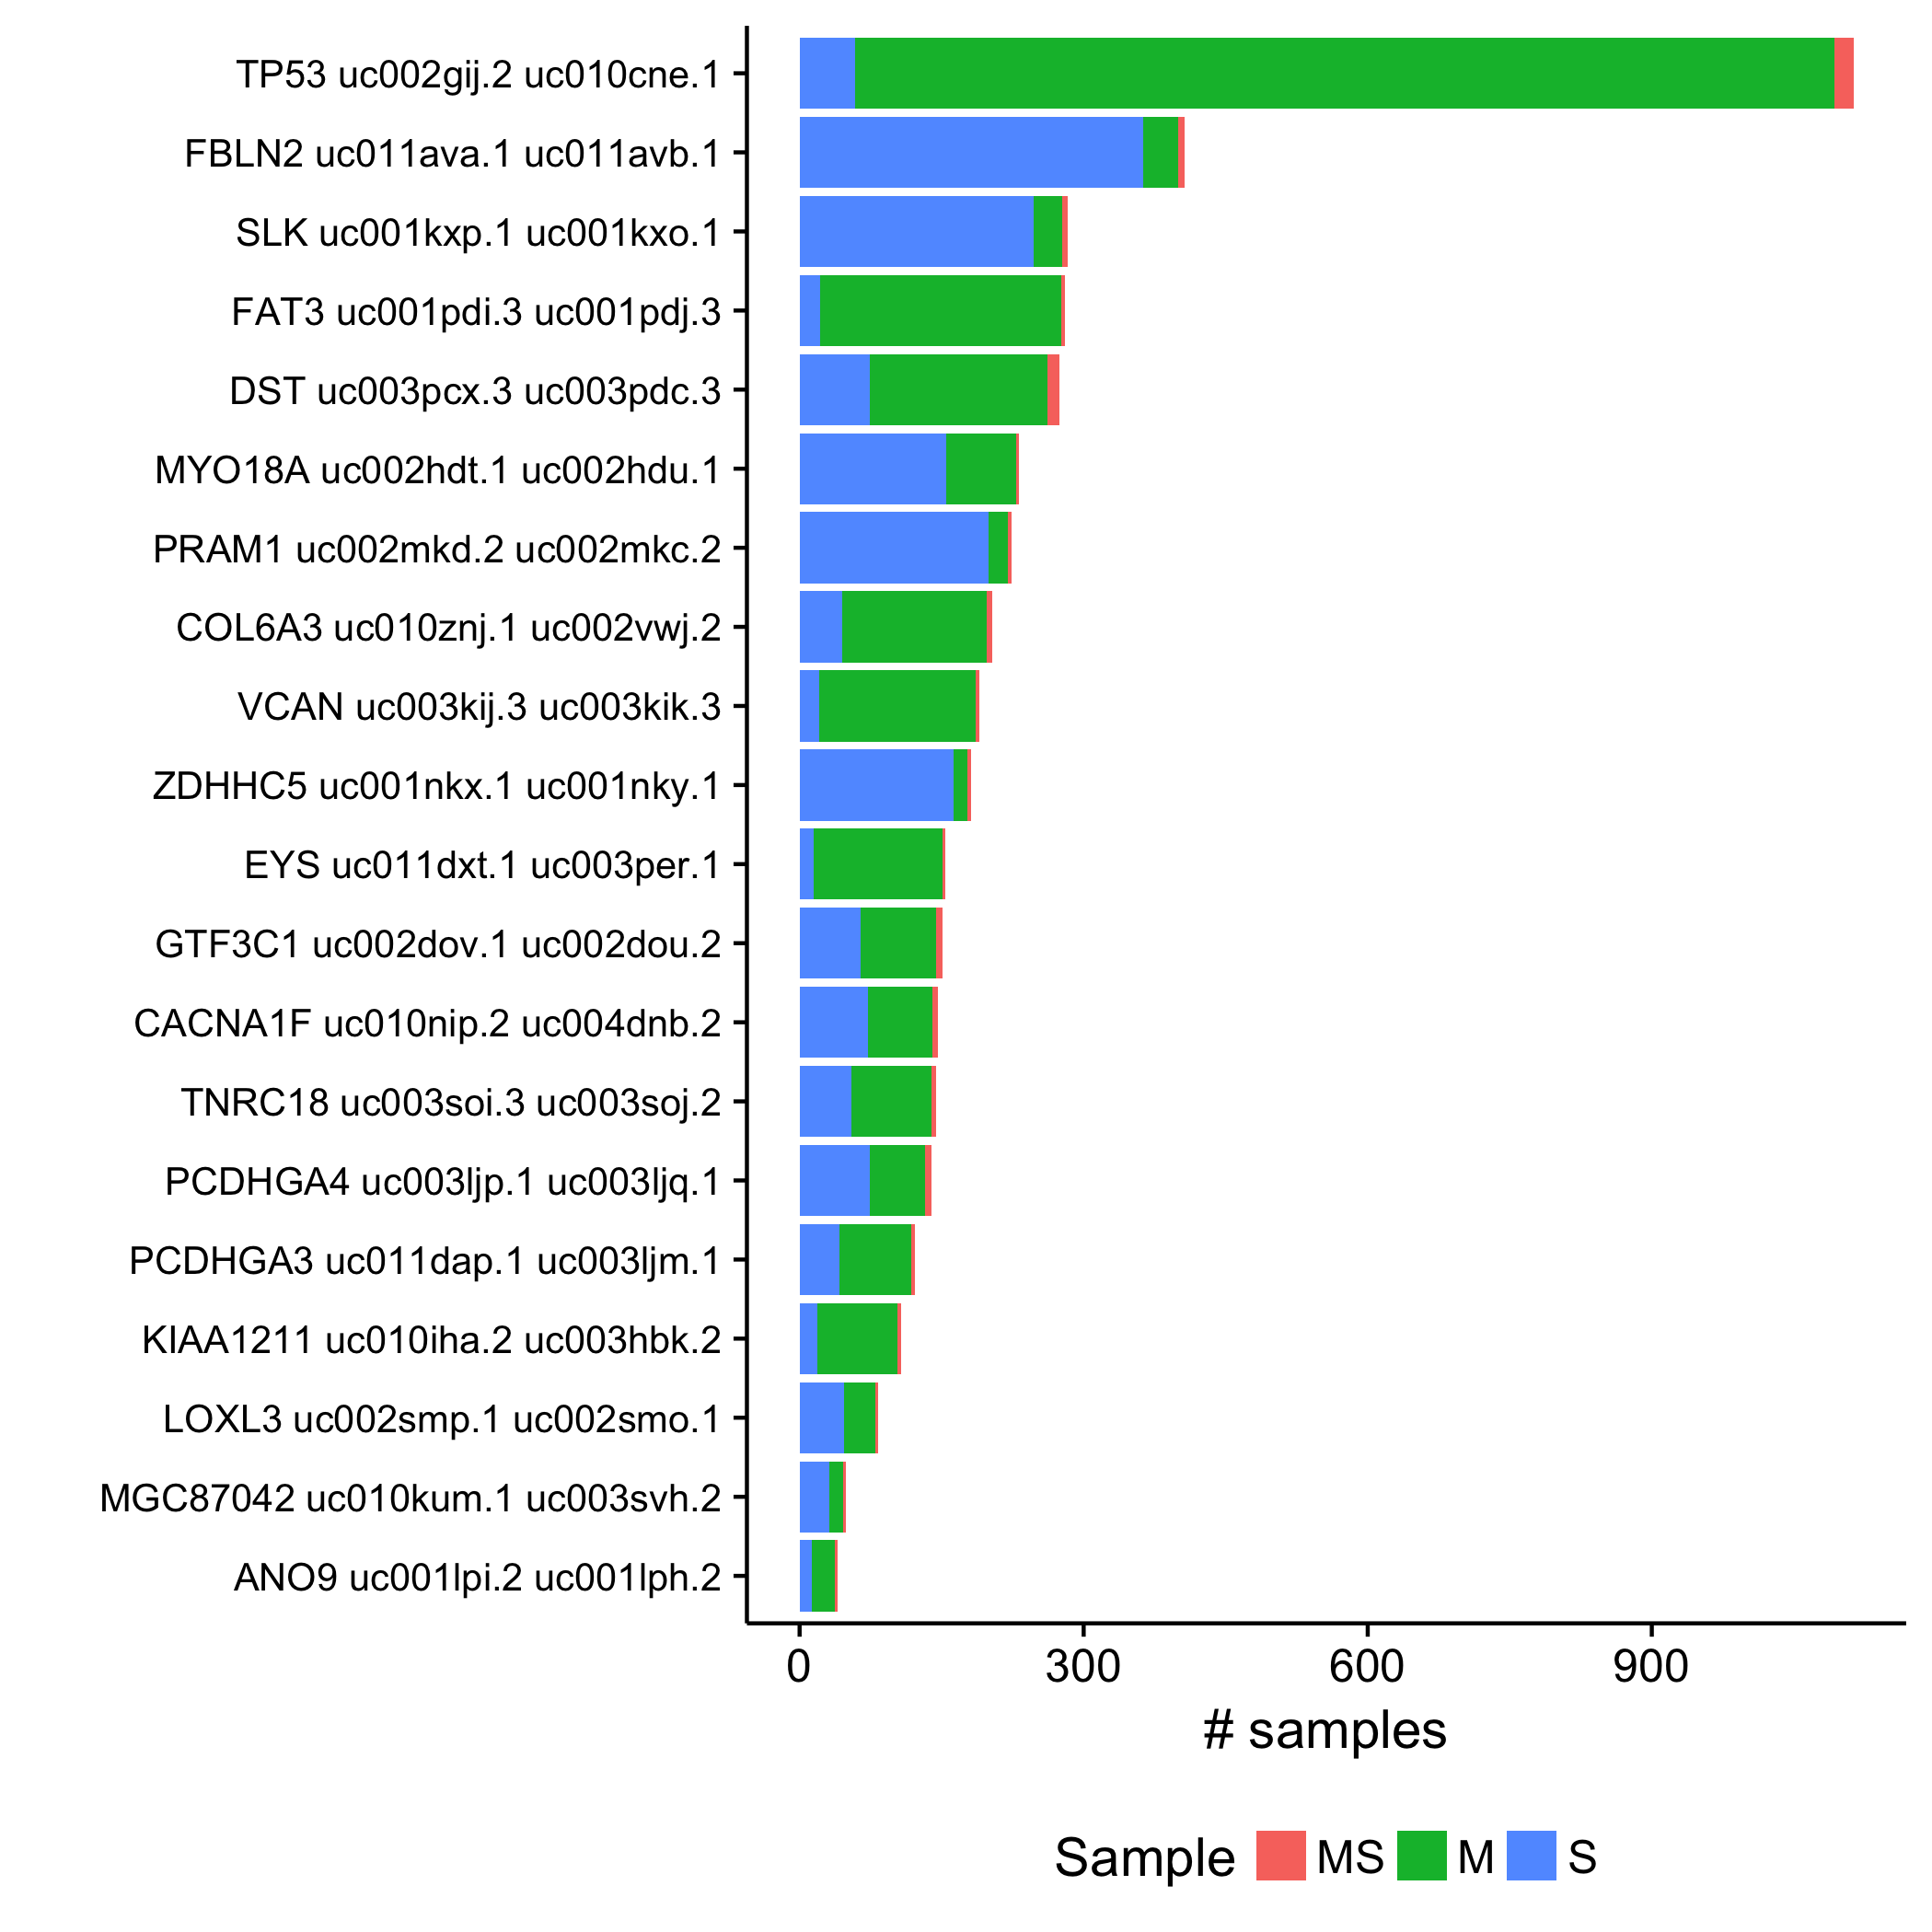 TP53 uc002gij.2 uc010cne.1
FBLN2 uc011ava.1 uc011avb.1
SLK uc001kxp.1 uc001kxo.1
FAT3 uc001pdi.3 uc001pdj.3
DST uc003pcx.3 uc003pdc.3
MYO18A uc002hdt.1 uc002hdu.1
PRAM1 uc002mkd.2 uc002mkc.2
COL6A3 uc010znj.1 uc002vwj.2
VCAN uc003kij.3 uc003kik.3
ZDHHC5 uc001nkx.1 uc001nky.1
EYS uc011dxt.1 uc003per.1
GTF3C1 uc002dov.1 uc002dou.2
CACNA1F uc010nip.2 uc004dnb.2
TNRC18 uc003soi.3 uc003soj.2
PCDHGA4 uc003ljp.1 uc003ljq.1
PCDHGA3 uc011dap.1 uc003ljm.1
KIAA1211 uc010iha.2 uc003hbk.2
LOXL3 uc002smp.1 uc002smo.1
MGC87042 uc010kum.1 uc003svh.2
ANO9 uc001lpi.2 uc001lph.2
0 300 600 900
# samples
Sample MS M S